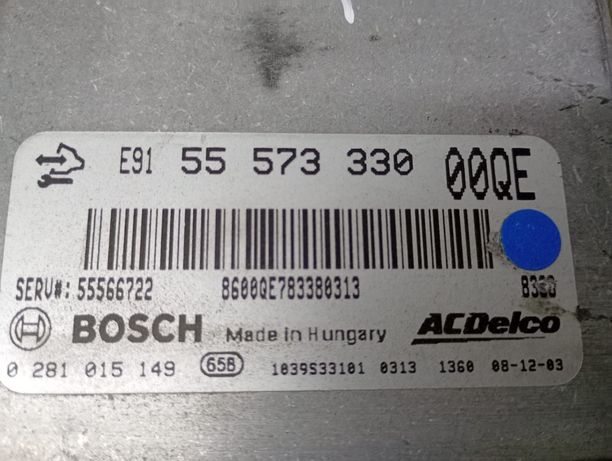 E91 55 573 330 00QE
SERV#: 55566722 8600QE783380313
BOSCH Made in Hungary ACDelco
0 281 015 149 65B 1039S33101 0313 1360 08-12-03